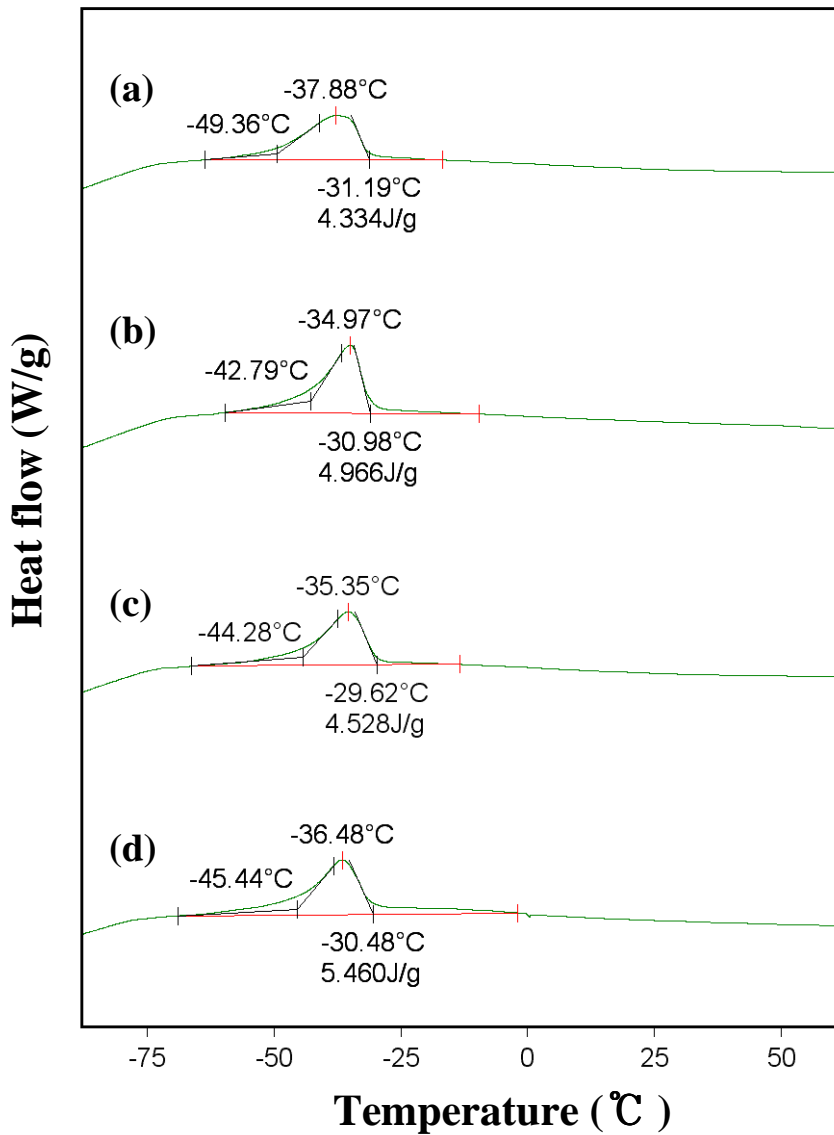 (a)
-37.88°C
-49.36°C
-31.19°C
4.334J/g
(b)
-34.97°C
-42.79°C
-30.98°C
4.966J/g
(c)
-35.35°C
-44.28°C
-29.62°C
4.528J/g
(d)
-36.48°C
-45.44°C
-30.48°C
5.460J/g
Heat flow (W/g)
-75 -50 -25 0 25 50
Temperature (℃)